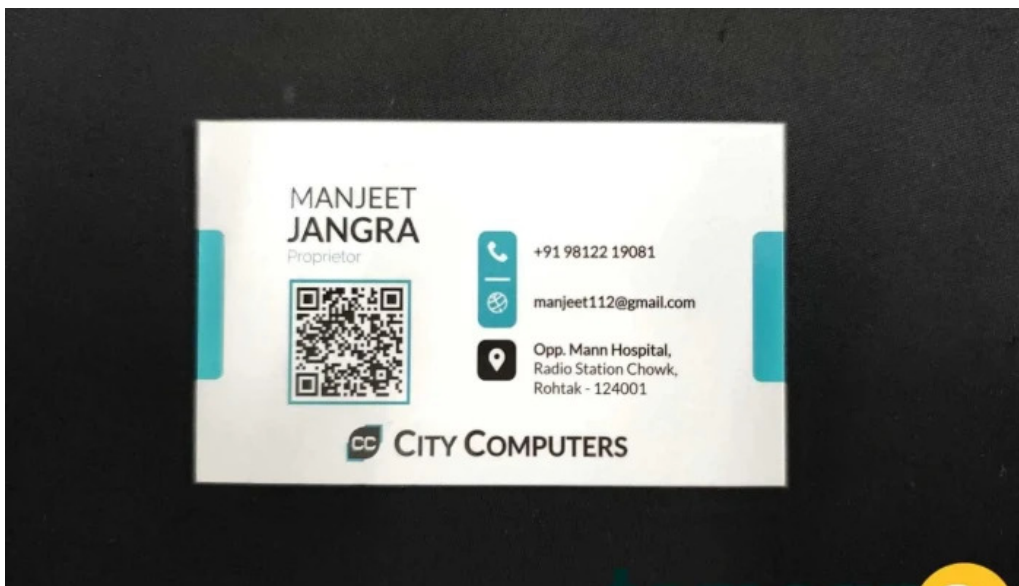 MANJEET
JANGRA
Proprietor
+91 98122 19081
manjeet112@gmail.com
Opp. Mann Hospital,
Radio Station Chowk,
Rohtak - 124001
CC CITY COMPUTERS